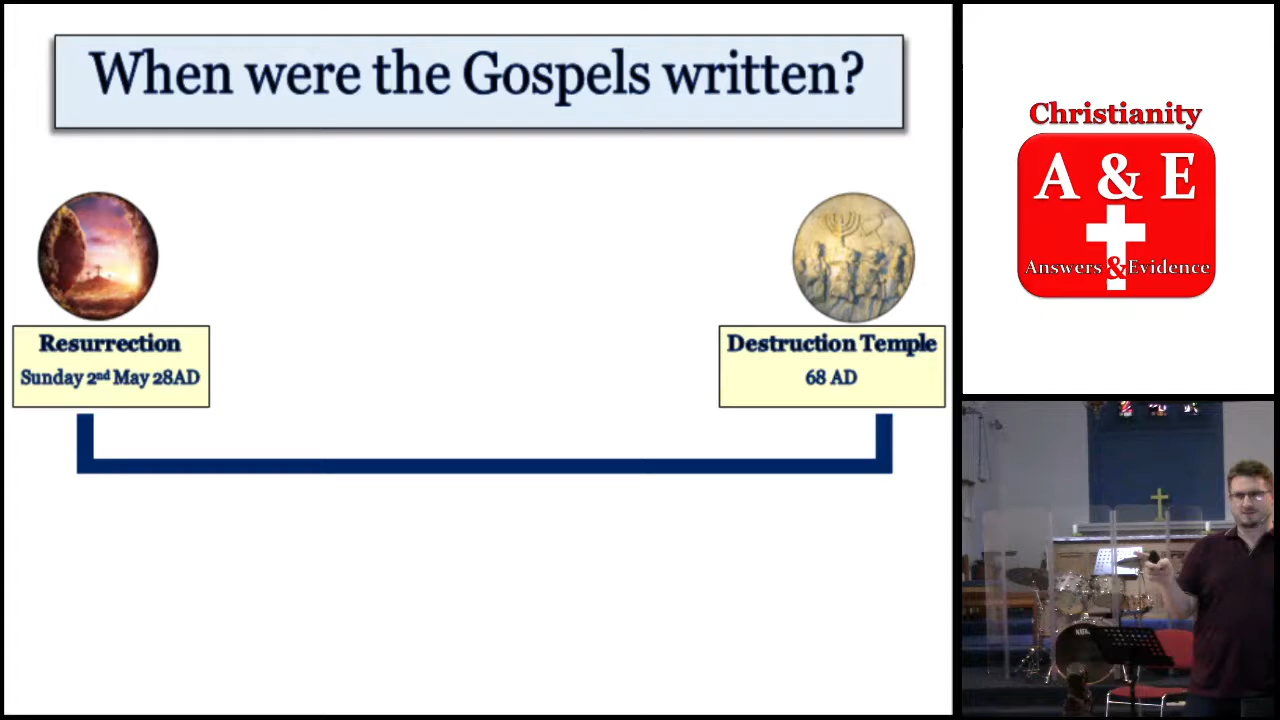 When were the Gospels written?
Resurrection
Sunday 2nd May 28AD
Destruction Temple
68 AD
Christianity
A & E
Answers & Evidence